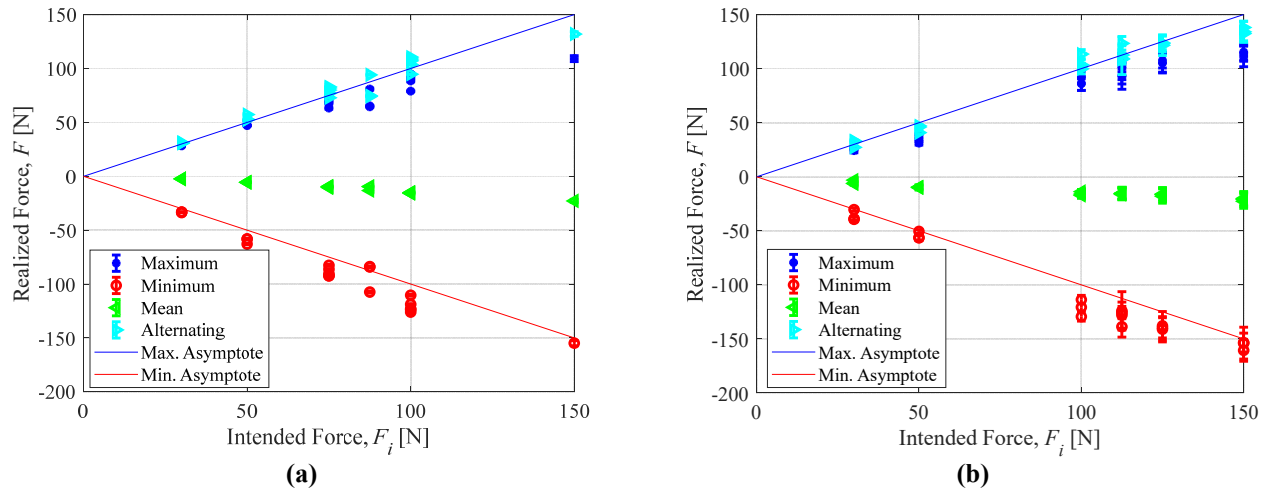 150
100
50
0
-50
-100
-150
-200
Realized Force, F [N]
Maximum
Minimum
Mean
Alternating
Max. Asymptote
Min. Asymptote
0 50 100 150
Intended Force, F_i [N]
(a)
150
100
50
0
-50
-100
-150
-200
Realized Force, F [N]
Maximum
Minimum
Mean
Alternating
Max. Asymptote
Min. Asymptote
0 50 100 150
Intended Force, F_i [N]
(b)